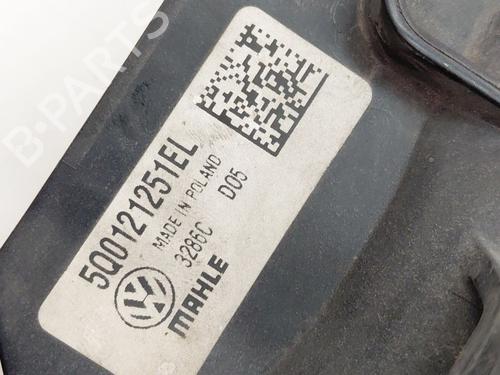 5Q0121251EL
MADE IN POLAND
3286C D05
MAHLE
B-PARTS